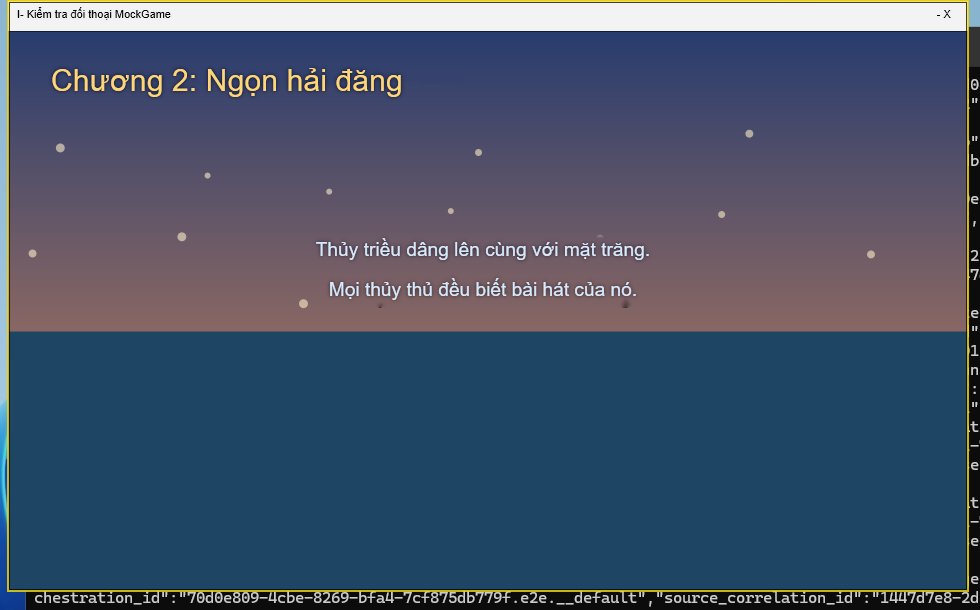 I- Kiểm tra đối thoại MockGame
- X
Chương 2: Ngọn hải đăng
Thủy triều dâng lên cùng với mặt trăng.
Mọi thủy thủ đều biết bài hát của nó.
chestration_id":"70d0e809-4cbe-8269-bfa4-7cf875db779f.e2e.__default","source_correlation_id":"1447d7e8-2d